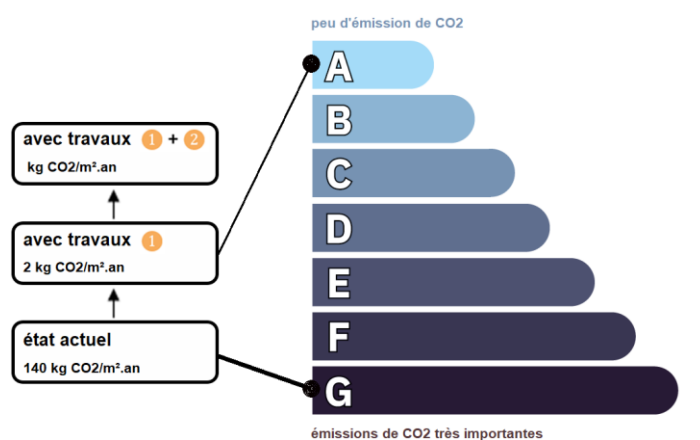 peu d'émission de CO2
A
B
C
D
E
F
G
émissions de CO2 très importantes
avec travaux 1 + 2
kg CO2/m².an
avec travaux 1
2 kg CO2/m².an
état actuel
140 kg CO2/m².an